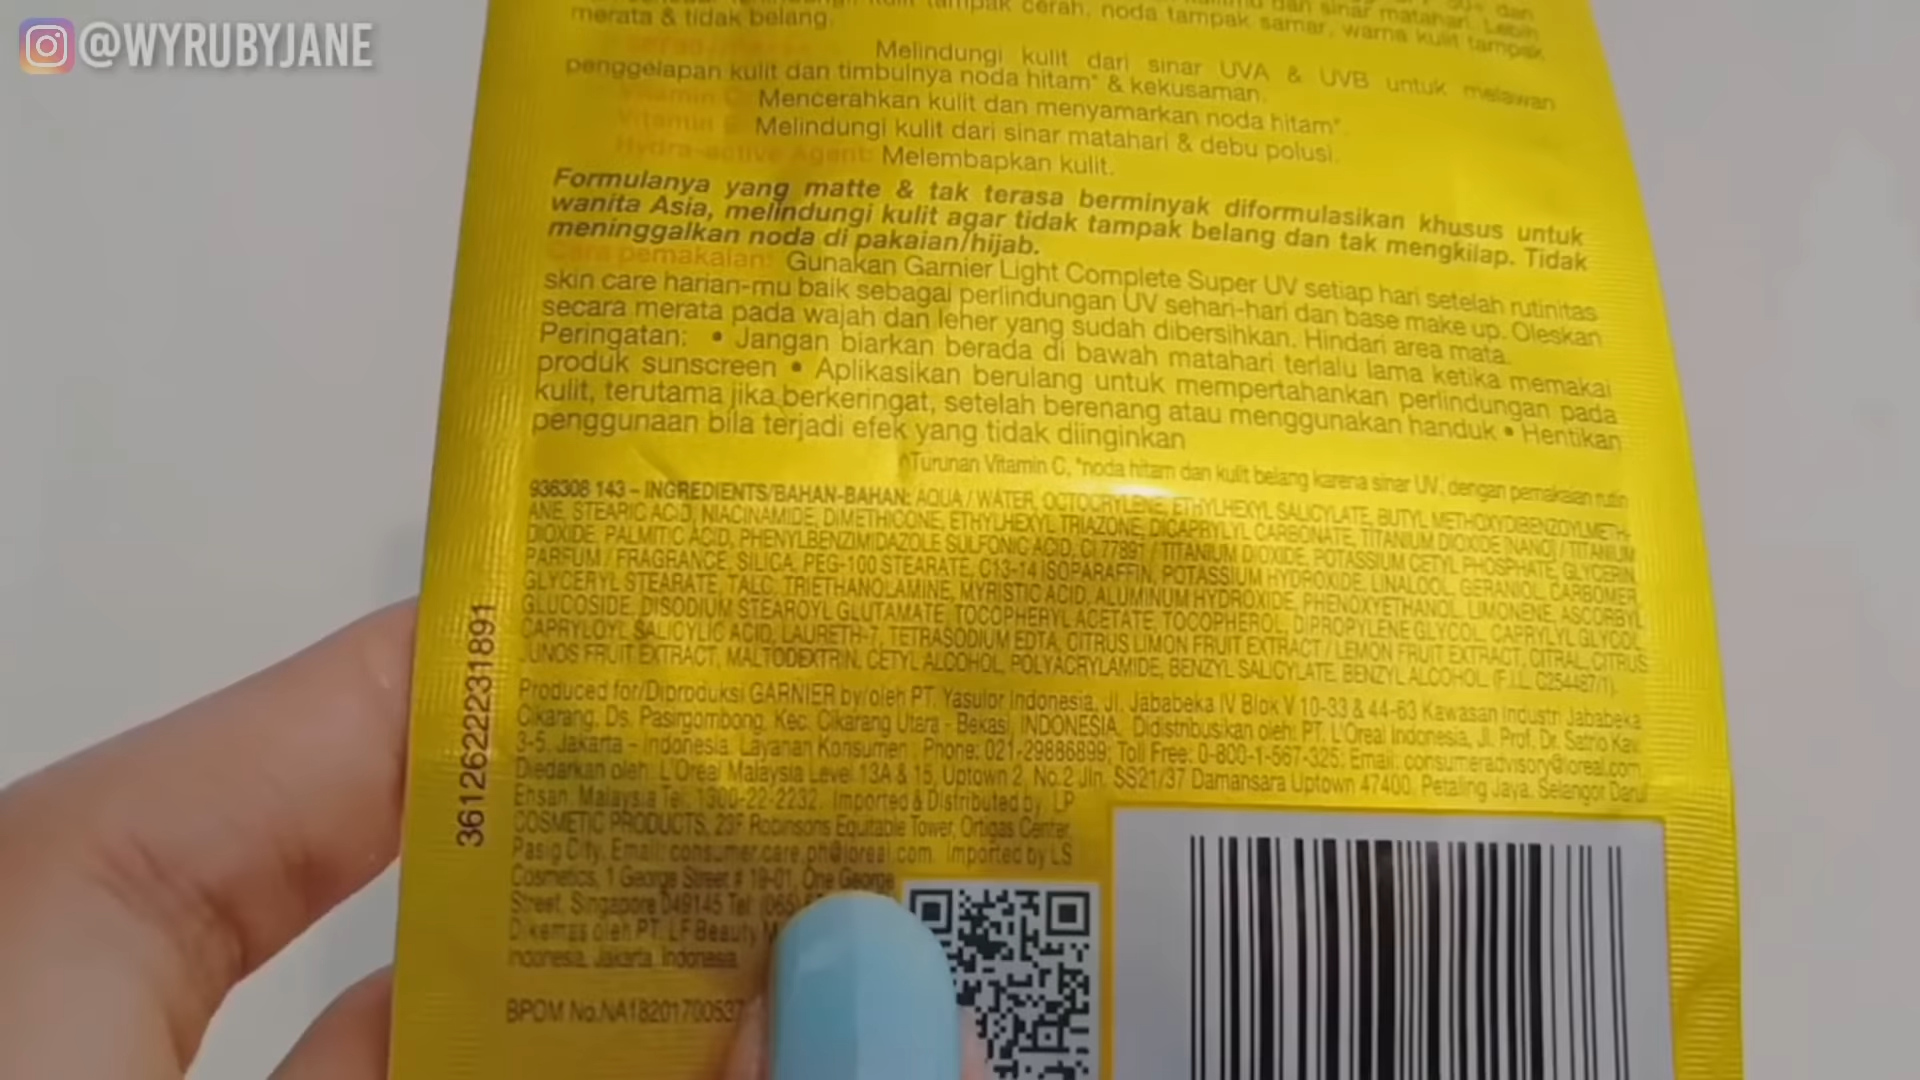 @WYRUBYJANE
kulit tampak cerah, noda tampak samar, warna kulit tampak
merata & tidak belang.
Melindungi kulit dari sinar UVA & UVB untuk melawan
penggelapan kulit dan timbulnya noda hitam* & kekusaman.
Vitamin C: Mencerahkan kulit dan menyamarkan noda hitam*.
Vitamin E: Melindungi kulit dari sinar matahari & debu polusi.
Hydra-active Agent: Melembapkan kulit.
Formulanya yang matte & tak terasa berminyak diformulasikan khusus untuk
wanita Asia, melindungi kulit agar tidak tampak belang dan tak mengkilap. Tidak
meninggalkan noda di pakaian/hijab.
Cara pemakaian: Gunakan Garnier Light Complete Super UV setiap hari setelah rutinitas
skin care harian-mu baik sebagai perlindungan UV sehari-hari dan base make up. Oleskan
secara merata pada wajah dan leher yang sudah dibersihkan. Hindari area mata.
Peringatan: • Jangan biarkan berada di bawah matahari terlalu lama ketika memakai
produk sunscreen • Aplikasikan berulang untuk mempertahankan perlindungan pada
kulit, terutama jika berkeringat, setelah berenang atau menggunakan handuk • Hentikan
penggunaan bila terjadi efek yang tidak diinginkan
^Turunan Vitamin C, *noda hitam dan kulit belang karena sinar UV, dengan pemakaian rutin
936308 143 – INGREDIENTS/BAHAN-BAHAN: AQUA / WATER, OCTOCRYLENE, ETHYLHEXYL SALICYLATE, BUTYL METHOXYDIBENZOYLMETH-
ANE, STEARIC ACID, NIACINAMIDE, DIMETHICONE, ETHYLHEXYL TRIAZONE, DICAPRYLYL CARBONATE, TITANIUM DIOXIDE [NANO] / TITANIUM
DIOXIDE, PALMITIC ACID, PHENYLBENZIMIDAZOLE SULFONIC ACID, CI 77891 / TITANIUM DIOXIDE, POTASSIUM CETYL PHOSPHATE, GLYCERIN,
PARFUM / FRAGRANCE, SILICA, PEG-100 STEARATE, C13-14 ISOPARAFFIN, POTASSIUM HYDROXIDE, LINALOOL, GERANIOL, CARBOMER,
GLYCERYL STEARATE, TALC, TRIETHANOLAMINE, MYRISTIC ACID, ALUMINUM HYDROXIDE, PHENOXYETHANOL, LIMONENE, ASCORBYL
GLUCOSIDE, DISODIUM STEAROYL GLUTAMATE, TOCOPHERYL ACETATE, TOCOPHEROL, DIPROPYLENE GLYCOL, CAPRYLYL GLYCOL,
CAPRYLOYL SALICYLIC ACID, LAURETH-7, TETRASODIUM EDTA, CITRUS LIMON FRUIT EXTRACT / LEMON FRUIT EXTRACT, CITRAL, CITRUS
JUNOS FRUIT EXTRACT, MALTODEXTRIN, CETYL ALCOHOL, POLYACRYLAMIDE, BENZYL SALICYLATE, BENZYL ALCOHOL. (F.I.L. C254487/1).
Produced for/Diproduksi GARNIER by/oleh PT. Yasulor Indonesia, Jl. Jababeka IV Blok V 10-33 & 44-63 Kawasan Industri Jababeka
Cikarang, Ds. Pasirgombong, Kec. Cikarang Utara - Bekasi, INDONESIA. Didistribusikan oleh: PT. L'Oreal Indonesia, Jl. Prof. Dr. Satrio Kav.
3-5, Jakarta – Indonesia. Layanan Konsumen : Phone: 021-29886899; Toll Free: 0-800-1-567-325; Email: consumeradvisory@loreal.com.
Diedarkan oleh: L'Oreal Malaysia Level 13A & 15, Uptown 2, No.2 Jln. SS21/37 Damansara Uptown 47400, Petaling Jaya, Selangor Darul
Ehsan, Malaysia Tel. 1300-22-2232. Imported & Distributed by: LP
COSMETIC PRODUCTS, 23F Robinsons Equitable Tower, Ortigas Center,
Pasig City. Email: consumer.care.ph@loreal.com. Imported by LS
Cosmetics, 1 George Street # 19-01, One George
Street, Singapore 049145 Tel: (065)
Dikemas oleh PT. LF Beauty
Indonesia, Jakarta, Indonesia.
BPOM No.NA18201700537
3612622231891